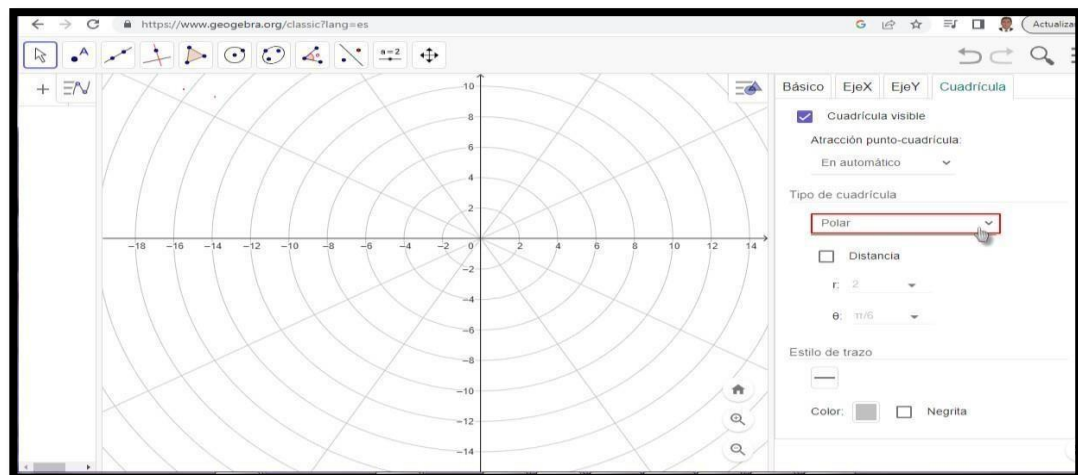 https://www.geogebra.org/classic?lang=es
A
a=2
Básico EjeX EjeY Cuadrícula
Cuadrícula visible
Atracción punto-cuadrícula:
En automático
Tipo de cuadrícula
Polar
Distancia
r: 2
θ: π/6
Estilo de trazo
Color: Negrita
10
8
6
4
2
−18 −16 −14 −12 −10 −8 −6 −4 −2 0 2 4 6 8 10 12 14
−2
−4
−6
−8
−10
−12
−14